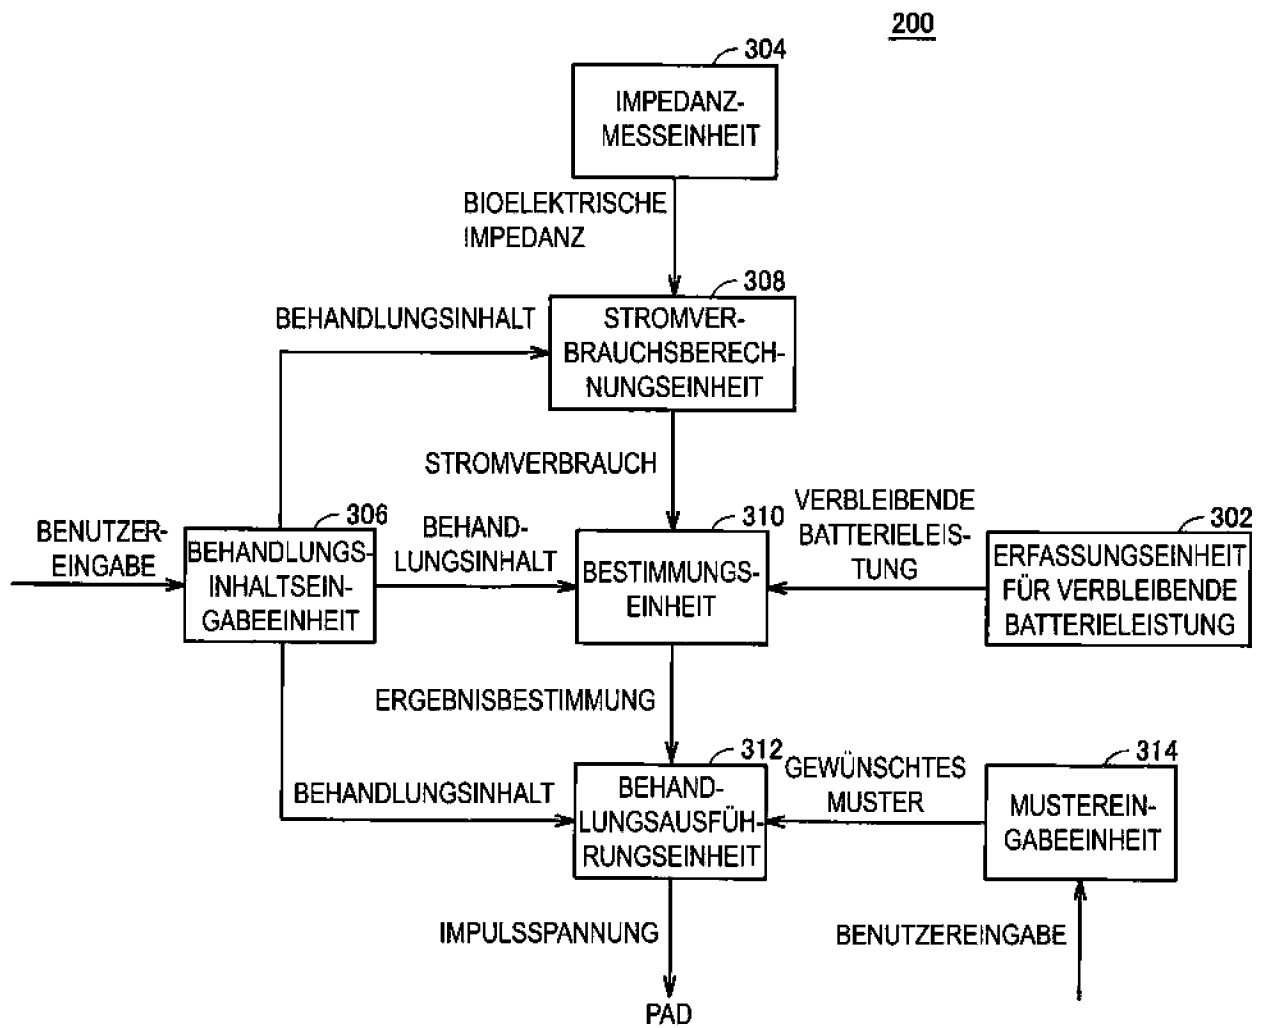 200
304
IMPEDANZ-
MESSEINHEIT
BIOELEKTRISCHE
IMPEDANZ
308
BEHANDLUNGSINHALT
STROMVER-
BRAUCHSBERECH-
NUNGSEINHEIT
STROMVERBRAUCH
BENUTZER-
EINGABE
306
BEHANDLUNGS-
INHALTSEIN-
GABEEINHEIT
BEHAND-
LUNGSINHALT
310
BESTIMMUNGS-
EINHEIT
VERBLEIBENDE
BATTERIELEIS-
TUNG
302
ERFASSUNGSEINHEIT
FÜR VERBLEIBENDE
BATTERIELEISTUNG
ERGEBNISBESTIMMUNG
312
BEHANDLUNGSINHALT
BEHAND-
LUNGSAUSFÜH-
RUNGSEINHEIT
GEWÜNSCHTES
MUSTER
314
MUSTEREIN-
GABEEINHEIT
IMPULSSPANNUNG
BENUTZEREINGABE
PAD